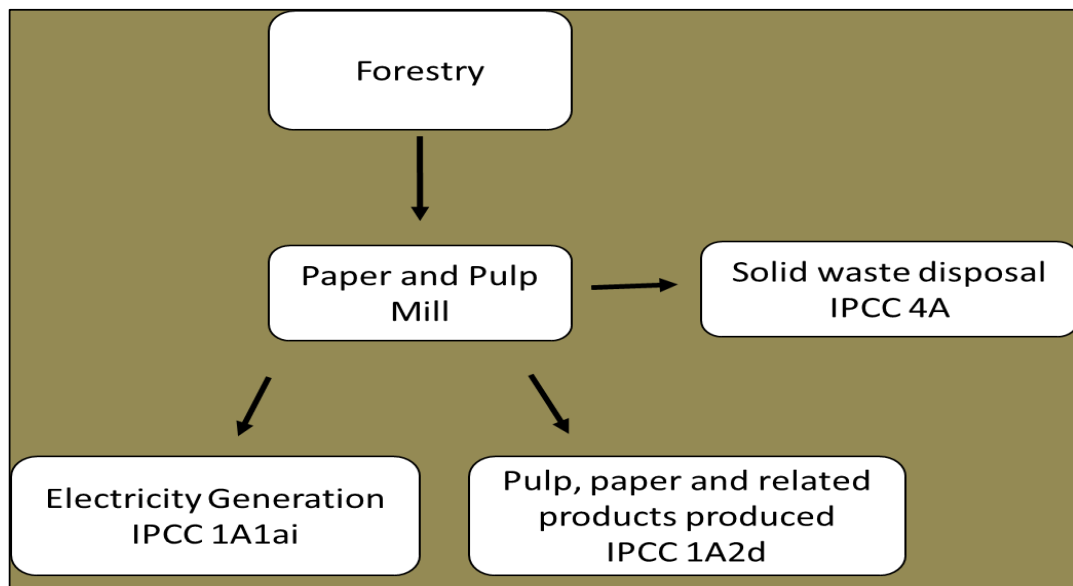 Forestry
Paper and Pulp
Mill
Solid waste disposal
IPCC 4A
Electricity Generation
IPCC 1A1ai
Pulp, paper and related
products produced
IPCC 1A2d